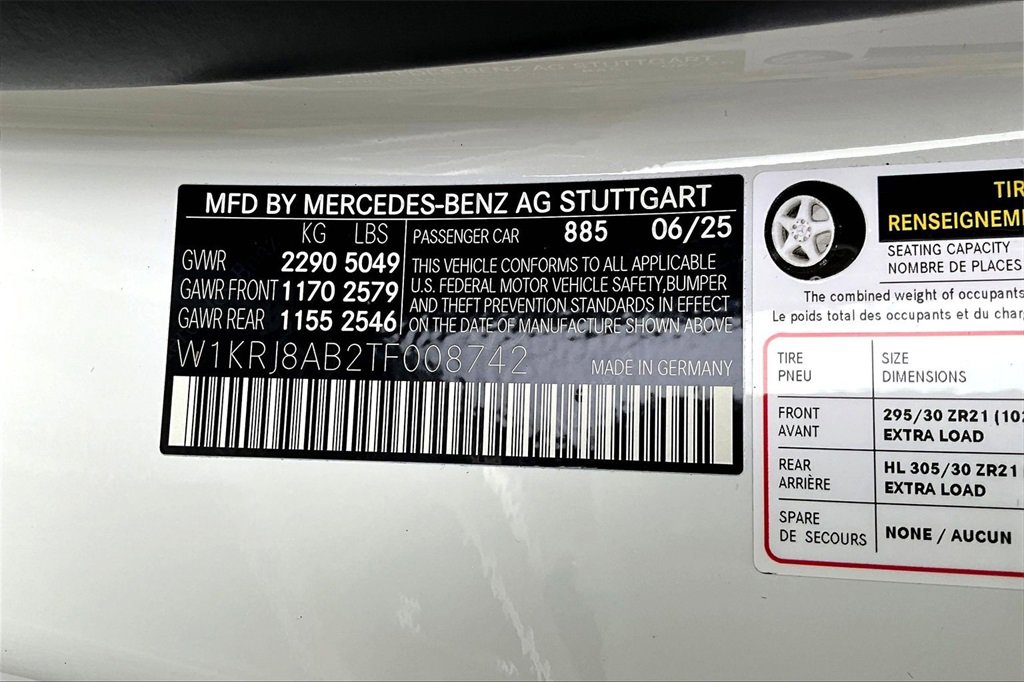 MFD BY MERCEDES-BENZ AG STUTTGART
KG LBS
PASSENGER CAR 885 06/25
GVWR 2290 5049
GAWR FRONT 1170 2579
GAWR REAR 1155 2546
THIS VEHICLE CONFORMS TO ALL APPLICABLE
U.S. FEDERAL MOTOR VEHICLE SAFETY,BUMPER
AND THEFT PREVENTION STANDARDS IN EFFECT
ON THE DATE OF MANUFACTURE SHOWN ABOVE
W1KRJ8AB2TF008742
MADE IN GERMANY
TIR
RENSEIGNEM
SEATING CAPACITY
NOMBRE DE PLACES
The combined weight of occupants
Le poids total des occupants et du char
TIRE
PNEU
SIZE
DIMENSIONS
FRONT
AVANT
295/30 ZR21 (102
EXTRA LOAD
REAR
ARRIÈRE
HL 305/30 ZR21
EXTRA LOAD
SPARE
DE SECOURS
NONE / AUCUN